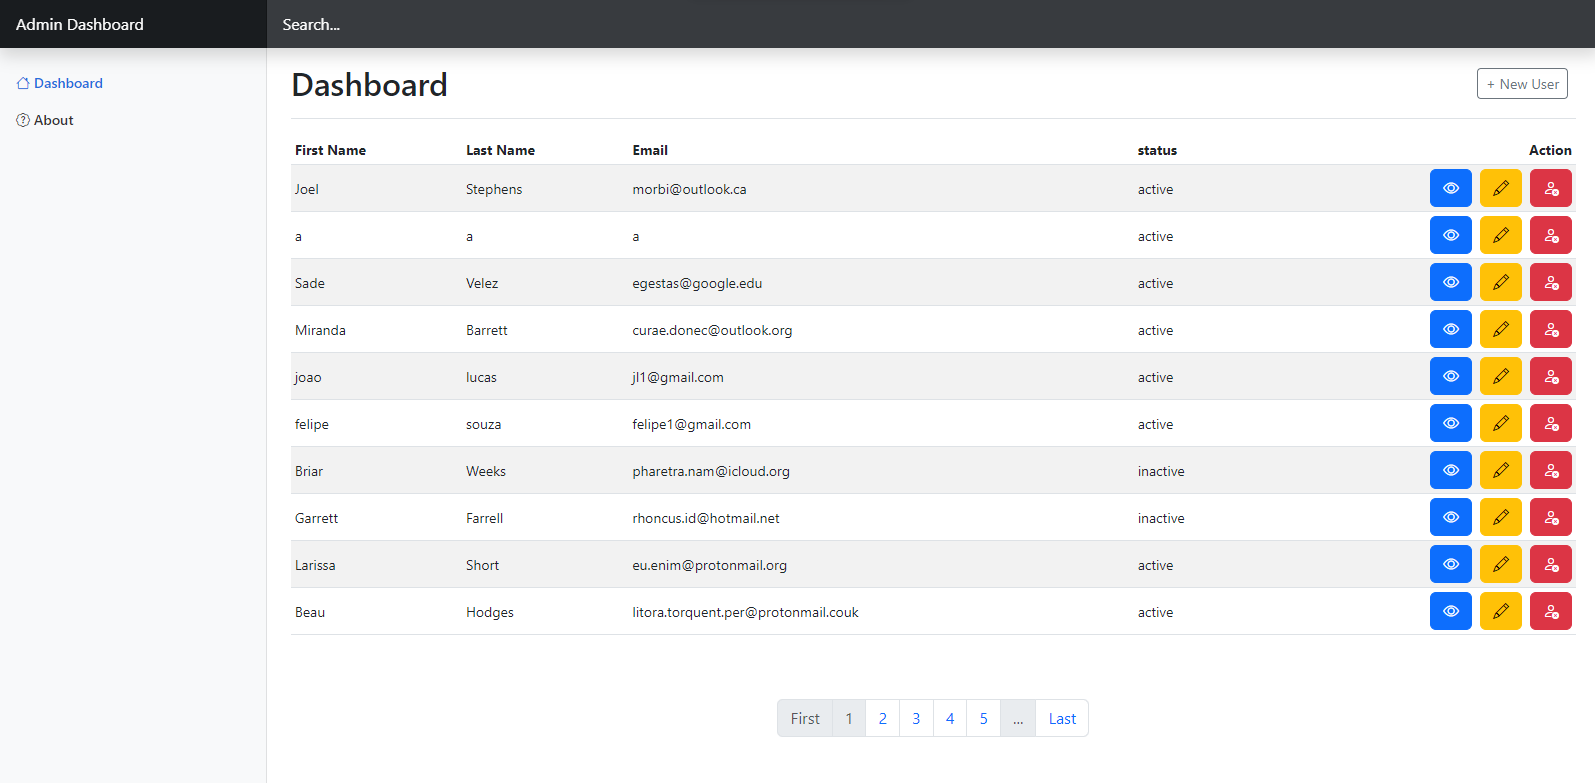 Admin Dashboard
Search...
Dashboard
About
Dashboard
+ New User
First Name Last Name Email status Action
Joel Stephens morbi@outlook.ca active
a a a active
Sade Velez egestas@google.edu active
Miranda Barrett curae.donec@outlook.org active
joao lucas jl1@gmail.com active
felipe souza felipe1@gmail.com active
Briar Weeks pharetra.nam@icloud.org inactive
Garrett Farrell rhoncus.id@hotmail.net inactive
Larissa Short eu.enim@protonmail.org active
Beau Hodges litora.torquent.per@protonmail.couk active
First 1 2 3 4 5 ... Last